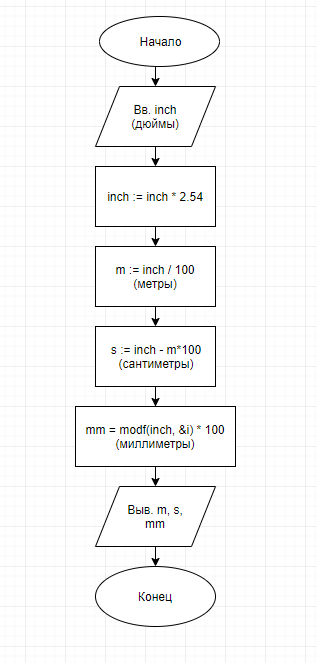 Начало
Вв. inch
(дюймы)
inch := inch * 2.54
m := inch / 100
(метры)
s := inch - m*100
(сантиметры)
mm = modf(inch, &i) * 100
(миллиметры)
Выв. m, s,
mm
Конец